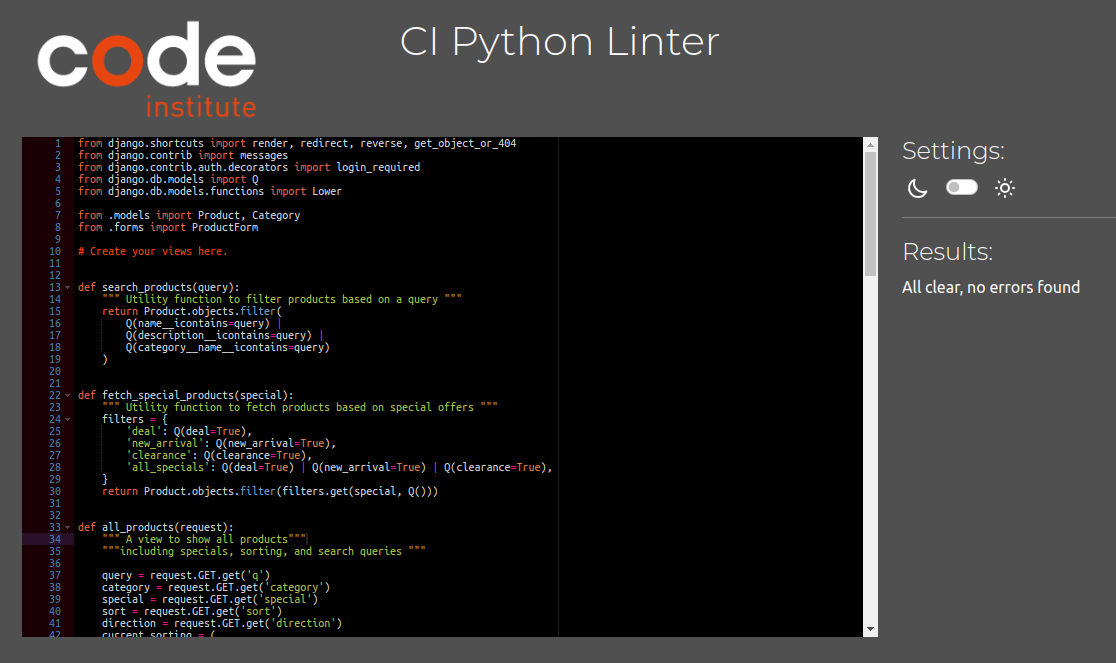 code
institute
CI Python Linter
1 from django.shortcuts import render, redirect, reverse, get_object_or_404
2 from django.contrib import messages
3 from django.contrib.auth.decorators import login_required
4 from django.db.models import Q
5 from django.db.models.functions import Lower
6
7 from .models import Product, Category
8 from .forms import ProductForm
9
10 # Create your views here.
11
12
13 def search_products(query):
14     """ Utility function to filter products based on a query """
15     return Product.objects.filter(
16         Q(name__icontains=query) |
17         Q(description__icontains=query) |
18         Q(category__name__icontains=query)
19     )
20
21
22 def fetch_special_products(special):
23     """ Utility function to fetch products based on special offers """
24     filters = {
25         'deal': Q(deal=True),
26         'new_arrival': Q(new_arrival=True),
27         'clearance': Q(clearance=True),
28         'all_specials': Q(deal=True) | Q(new_arrival=True) | Q(clearance=True),
29     }
30     return Product.objects.filter(filters.get(special, Q()))
31
32
33 def all_products(request):
34     """ A view to show all products"""
35     """including specials, sorting, and search queries """
36
37     query = request.GET.get('q')
38     category = request.GET.get('category')
39     special = request.GET.get('special')
40     sort = request.GET.get('sort')
41     direction = request.GET.get('direction')
42     current_sorting = (
Settings:
Results:
All clear, no errors found